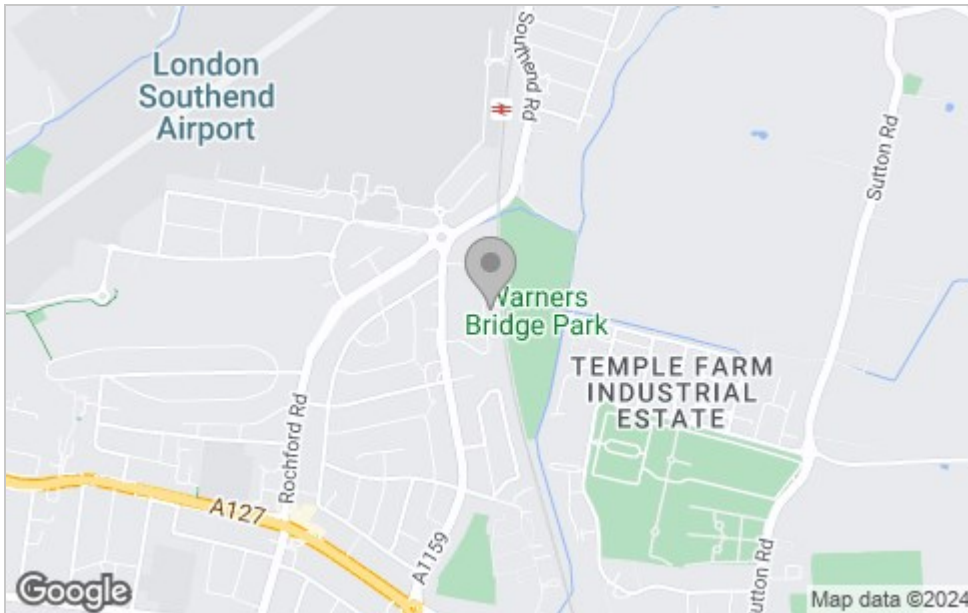 London
Southend
Airport
Southend Rd
Sutton Rd
Warners
Bridge Park
TEMPLE FARM
INDUSTRIAL
ESTATE
Rochford Rd
A127
A1159
Sutton Rd
Google
Map data ©2024